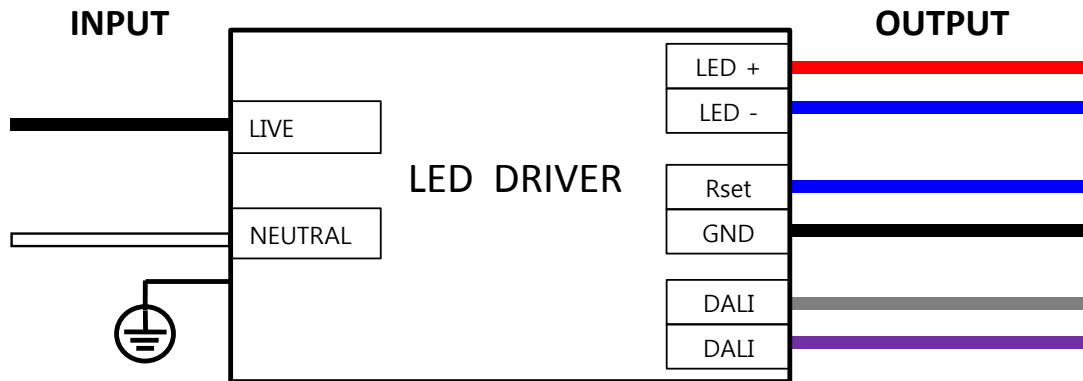 INPUT
OUTPUT
LIVE
NEUTRAL
LED DRIVER
LED +
LED -
Rset
GND
DALI
DALI